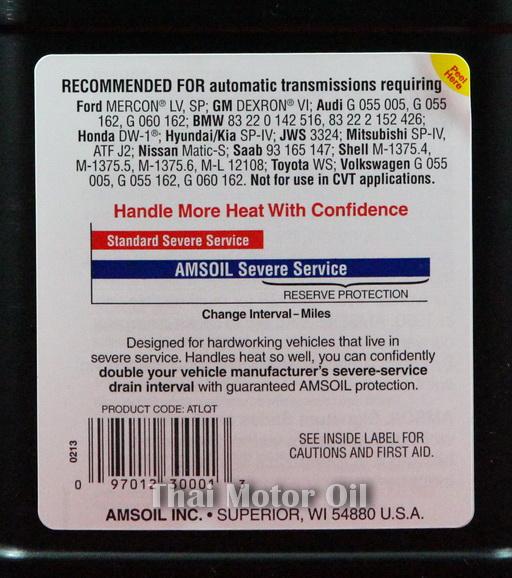 Peel
Here
RECOMMENDED FOR automatic transmissions requiring
Ford MERCON® LV, SP; GM DEXRON® VI; Audi G 055 005, G 055
162, G 060 162; BMW 83 22 0 142 516, 83 22 2 152 426;
Honda DW-1®; Hyundai/Kia SP-IV; JWS 3324; Mitsubishi SP-IV,
ATF J2; Nissan Matic-S; Saab 93 165 147; Shell M-1375.4,
M-1375.5, M-1375.6, M-L 12108; Toyota WS; Volkswagen G 055
005, G 055 162, G 060 162. Not for use in CVT applications.
Handle More Heat With Confidence
Standard Severe Service
AMSOIL Severe Service
RESERVE PROTECTION
Change Interval – Miles
Designed for hardworking vehicles that live in
severe service. Handles heat so well, you can confidently
double your vehicle manufacturer's severe-service
drain interval with guaranteed AMSOIL protection.
PRODUCT CODE: ATLQT
0213
0 97012 30001 7
SEE INSIDE LABEL FOR
CAUTIONS AND FIRST AID.
Thai Motor Oil
AMSOIL INC. • SUPERIOR, WI 54880 U.S.A.